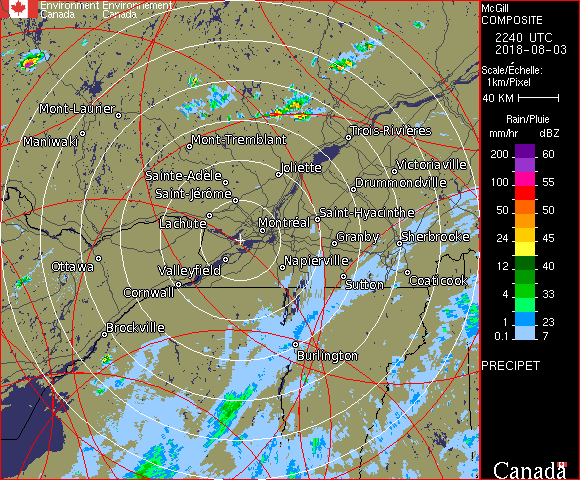 Environment Environnement
Canada Canada
McGill
COMPOSITE
2240 UTC
2018-08-03
Scale/Échelle:
1km/Pixel
40 KM
Rain/Pluie
mm/hr dBZ
200 60
150 57
100 55
50 50
24 45
12 40
4 33
1 23
0.1 7
PRECIPET
Canada
Mont-Laurier
Maniwaki
Mont-Tremblant
Trois-Rivières
Sainte-Adèle
Joliette
Victoriaville
Saint-Jérôme
Drummondville
Lachute
Montréal
Saint-Hyacinthe
Granby
Sherbrooke
Ottawa
Valleyfield
Napierville
Cornwall
Sutton
Coaticook
Brockville
Burlington